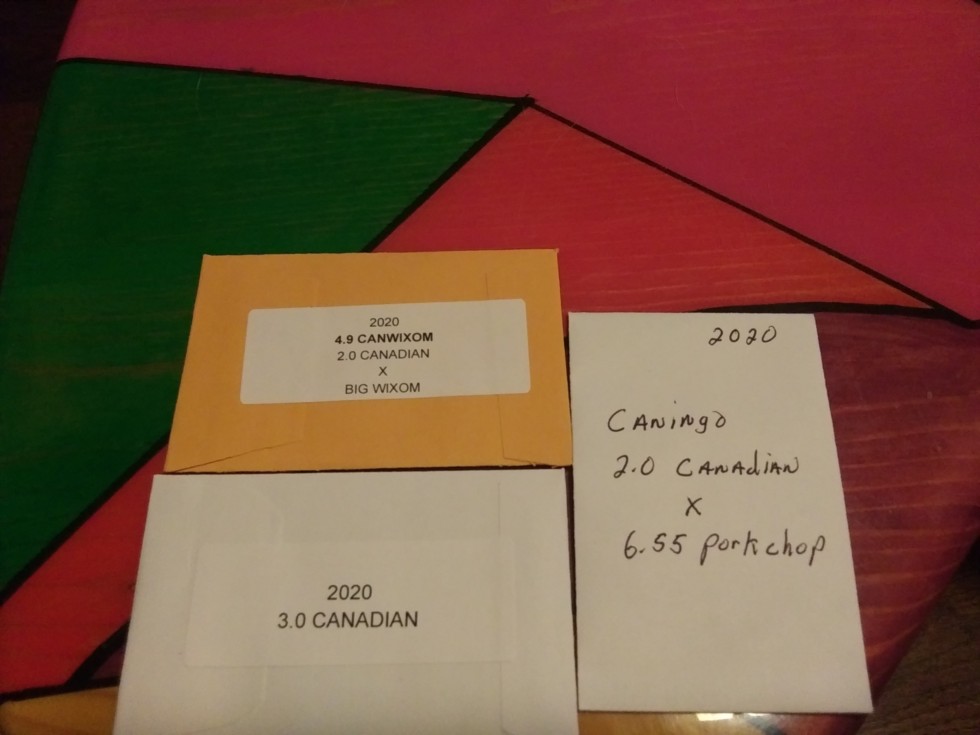 2020
4.9 CANWIXOM
2.0 CANADIAN
X
BIG WIXOM
2020
CANingo
2.0 CANAdiAN
X
6.55 porkchop
2020
3.0 CANADIAN